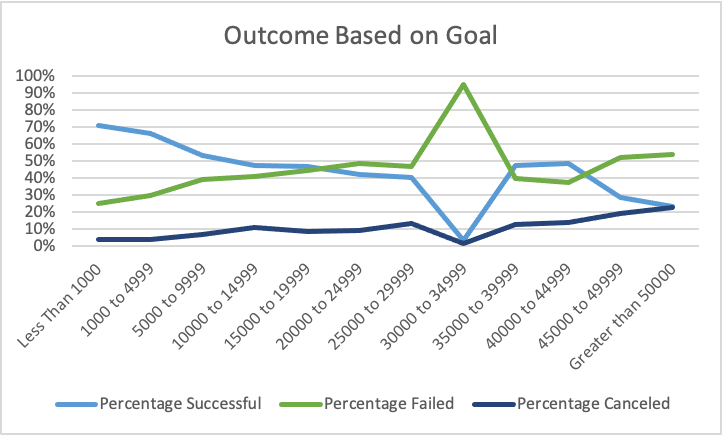 Outcome Based on Goal
100%
90%
80%
70%
60%
50%
40%
30%
20%
10%
0%
Less Than 1000
1000 to 4999
5000 to 9999
10000 to 14999
15000 to 19999
20000 to 24999
25000 to 29999
30000 to 34999
35000 to 39999
40000 to 44999
45000 to 49999
Greater than 50000
Percentage Successful
Percentage Failed
Percentage Canceled